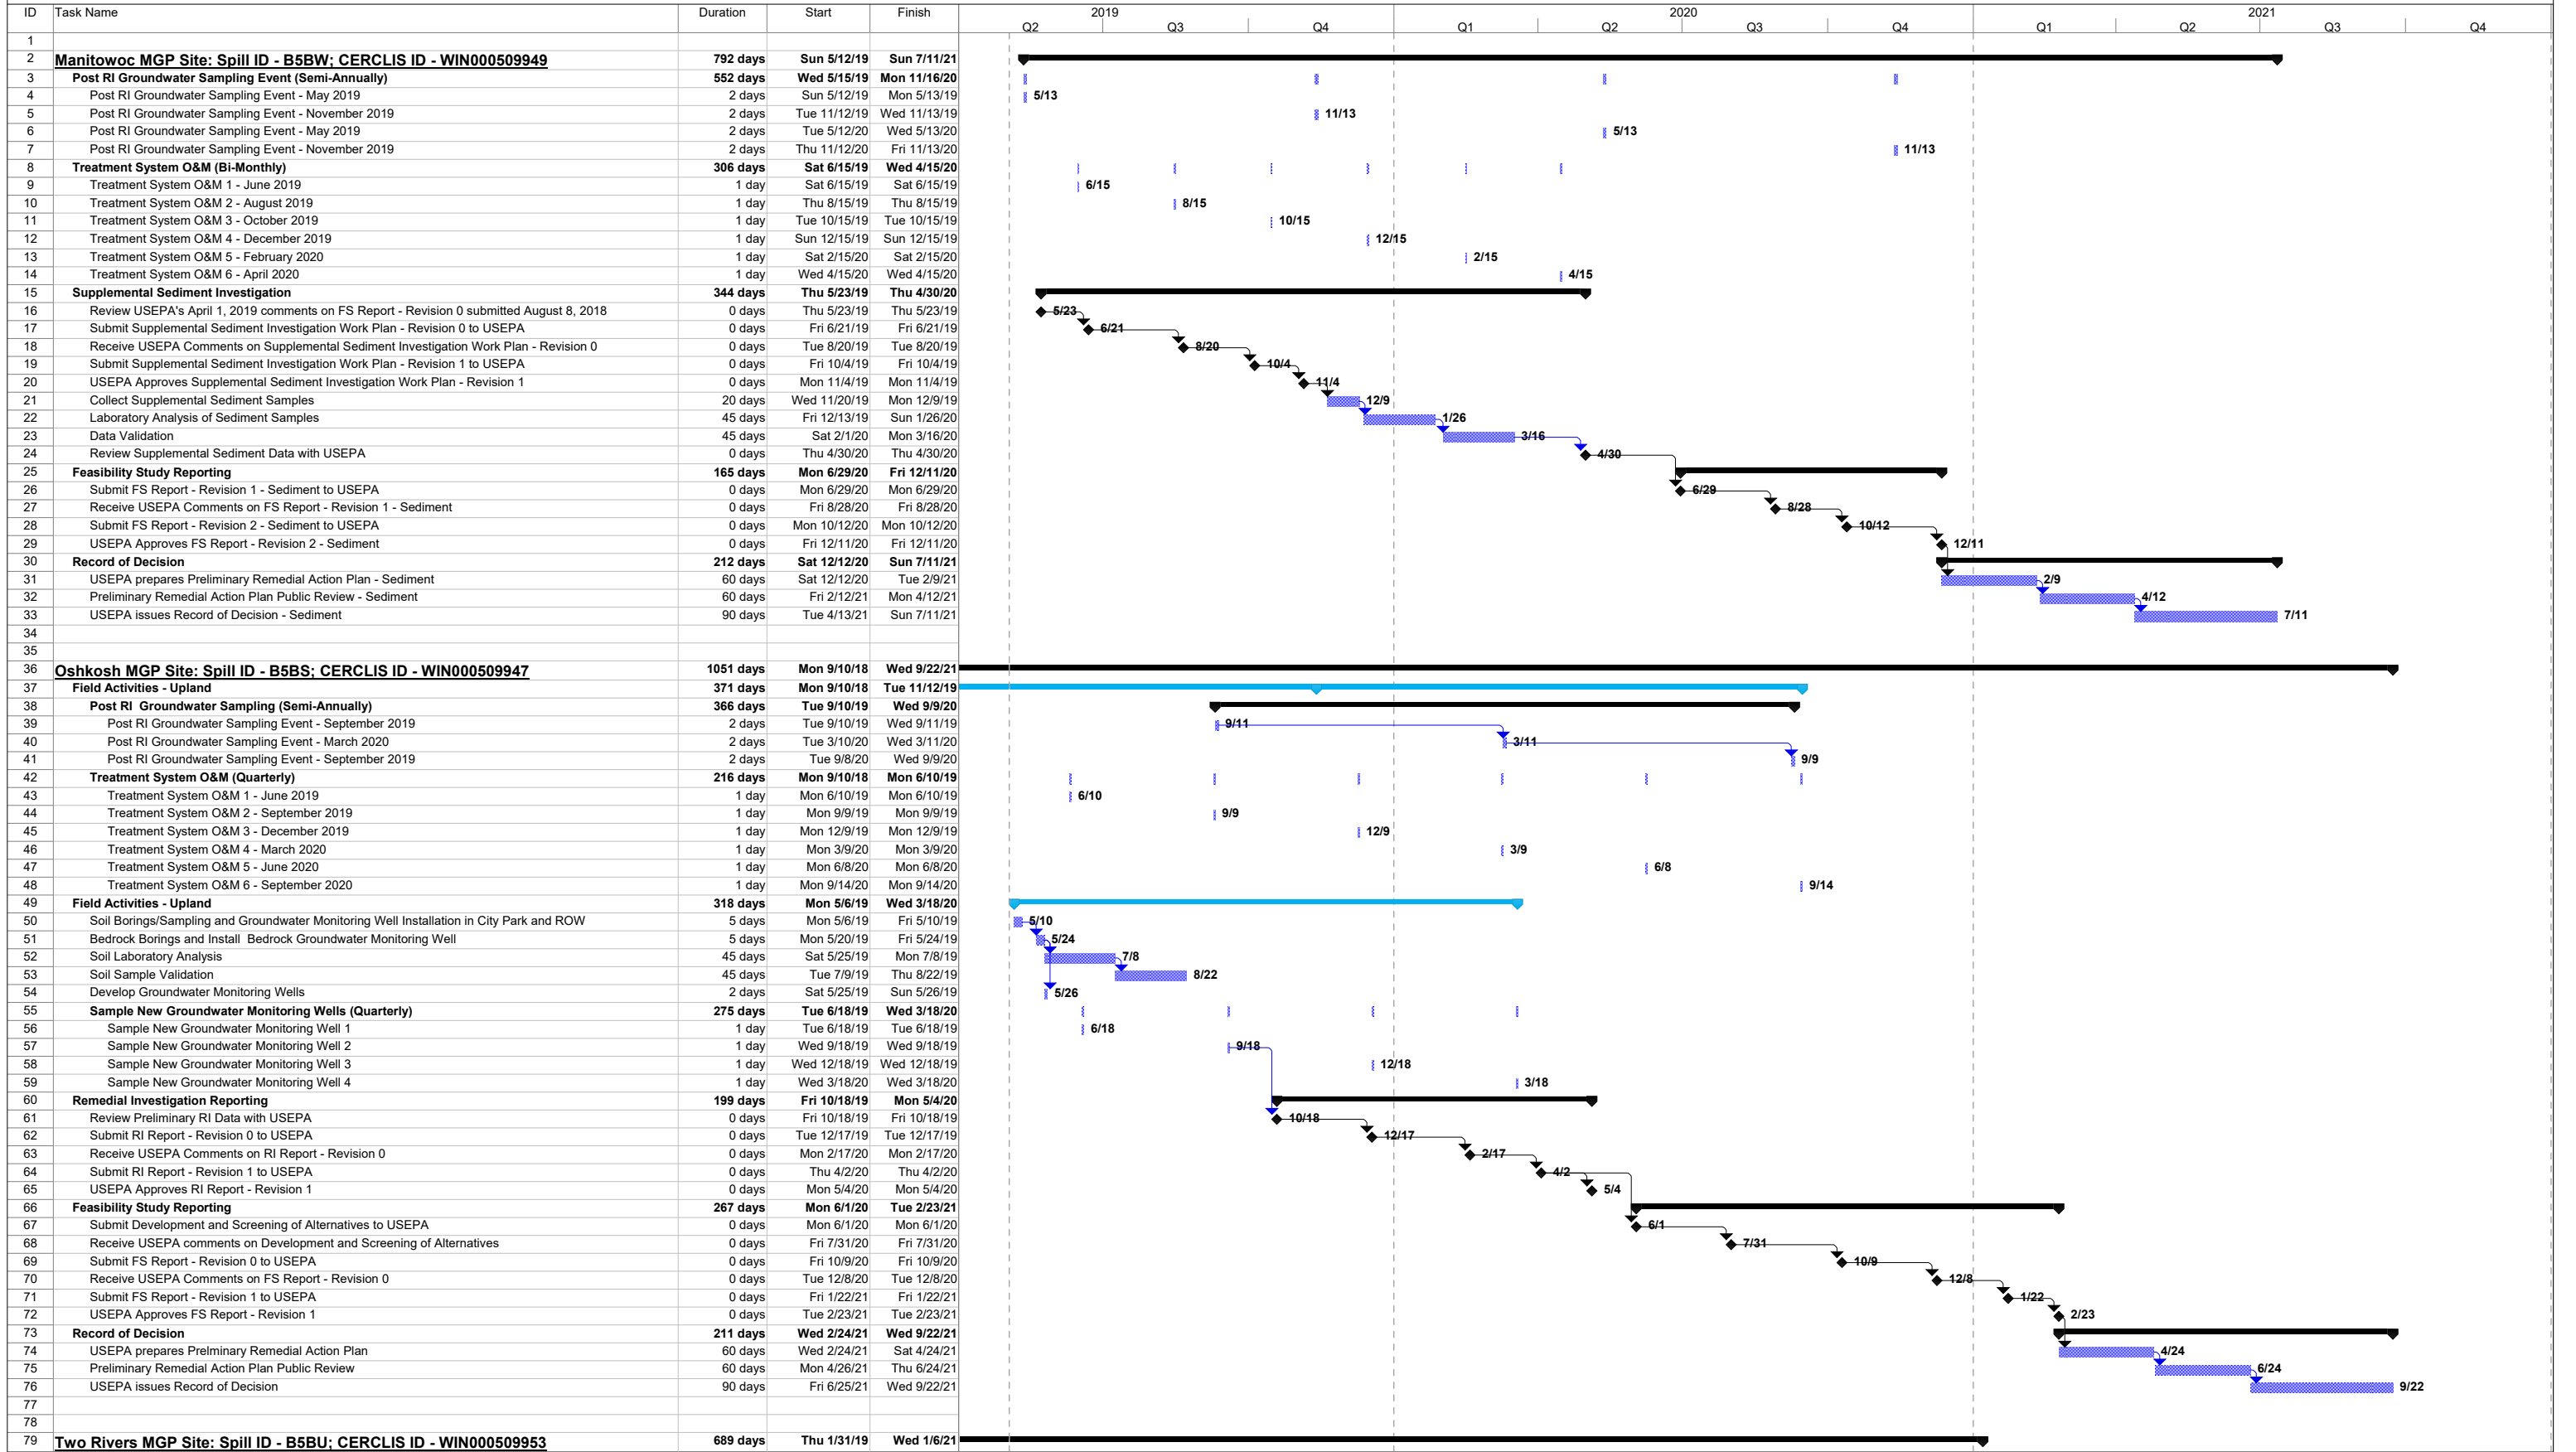 ID Task Name Duration Start Finish 2019 2020 2021
Q2 Q3 Q4 Q1 Q2 Q3 Q4 Q1 Q2 Q3 Q4
1
2 Manitowoc MGP Site: Spill ID - B5BW; CERCLIS ID - WIN000509949 792 days Sun 5/12/19 Sun 7/11/21
3 Post RI Groundwater Sampling Event (Semi-Annually) 552 days Wed 5/15/19 Mon 11/16/20
4 Post RI Groundwater Sampling Event - May 2019 2 days Sun 5/12/19 Mon 5/13/19 5/13
5 Post RI Groundwater Sampling Event - November 2019 2 days Tue 11/12/19 Wed 11/13/19 11/13
6 Post RI Groundwater Sampling Event - May 2019 2 days Tue 5/12/20 Wed 5/13/20 5/13
7 Post RI Groundwater Sampling Event - November 2019 2 days Thu 11/12/20 Fri 11/13/20 11/13
8 Treatment System O&M (Bi-Monthly) 306 days Sat 6/15/19 Wed 4/15/20
9 Treatment System O&M 1 - June 2019 1 day Sat 6/15/19 Sat 6/15/19 6/15
10 Treatment System O&M 2 - August 2019 1 day Thu 8/15/19 Thu 8/15/19 8/15
11 Treatment System O&M 3 - October 2019 1 day Tue 10/15/19 Tue 10/15/19 10/15
12 Treatment System O&M 4 - December 2019 1 day Sun 12/15/19 Sun 12/15/19 12/15
13 Treatment System O&M 5 - February 2020 1 day Sat 2/15/20 Sat 2/15/20 2/15
14 Treatment System O&M 6 - April 2020 1 day Wed 4/15/20 Wed 4/15/20 4/15
15 Supplemental Sediment Investigation 344 days Thu 5/23/19 Thu 4/30/20
16 Review USEPA's April 1, 2019 comments on FS Report - Revision 0 submitted August 8, 2018 0 days Thu 5/23/19 Thu 5/23/19 5/23
17 Submit Supplemental Sediment Investigation Work Plan - Revision 0 to USEPA 0 days Fri 6/21/19 Fri 6/21/19 6/21
18 Receive USEPA Comments on Supplemental Sediment Investigation Work Plan - Revision 0 0 days Tue 8/20/19 Tue 8/20/19 8/20
19 Submit Supplemental Sediment Investigation Work Plan - Revision 1 to USEPA 0 days Fri 10/4/19 Fri 10/4/19 10/4
20 USEPA Approves Supplemental Sediment Investigation Work Plan - Revision 1 0 days Mon 11/4/19 Mon 11/4/19 11/4
21 Collect Supplemental Sediment Samples 20 days Wed 11/20/19 Mon 12/9/19 12/9
22 Laboratory Analysis of Sediment Samples 45 days Fri 12/13/19 Sun 1/26/20 1/26
23 Data Validation 45 days Sat 2/1/20 Mon 3/16/20 3/16
24 Review Supplemental Sediment Data with USEPA 0 days Thu 4/30/20 Thu 4/30/20 4/30
25 Feasibility Study Reporting 165 days Mon 6/29/20 Fri 12/11/20
26 Submit FS Report - Revision 1 - Sediment to USEPA 0 days Mon 6/29/20 Mon 6/29/20 6/29
27 Receive USEPA Comments on FS Report - Revision 1 - Sediment 0 days Fri 8/28/20 Fri 8/28/20 8/28
28 Submit FS Report - Revision 2 - Sediment to USEPA 0 days Mon 10/12/20 Mon 10/12/20 10/12
29 USEPA Approves FS Report - Revision 2 - Sediment 0 days Fri 12/11/20 Fri 12/11/20 12/11
30 Record of Decision 212 days Sat 12/12/20 Sun 7/11/21
31 USEPA prepares Preliminary Remedial Action Plan - Sediment 60 days Sat 12/12/20 Tue 2/9/21 2/9
32 Preliminary Remedial Action Plan Public Review - Sediment 60 days Fri 2/12/21 Mon 4/12/21 4/12
33 USEPA issues Record of Decision - Sediment 90 days Tue 4/13/21 Sun 7/11/21 7/11
34
35
36 Oshkosh MGP Site: Spill ID - B5BS; CERCLIS ID - WIN000509947 1051 days Mon 9/10/18 Wed 9/22/21
37 Field Activities - Upland 371 days Mon 9/10/18 Tue 11/12/19
38 Post RI  Groundwater Sampling (Semi-Annually) 366 days Tue 9/10/19 Wed 9/9/20
39 Post RI Groundwater Sampling Event - September 2019 2 days Tue 9/10/19 Wed 9/11/19 9/11
40 Post RI Groundwater Sampling Event - March 2020 2 days Tue 3/10/20 Wed 3/11/20 3/11
41 Post RI Groundwater Sampling Event - September 2019 2 days Tue 9/8/20 Wed 9/9/20 9/9
42 Treatment System O&M (Quarterly) 216 days Mon 9/10/18 Mon 6/10/19
43 Treatment System O&M 1 - June 2019 1 day Mon 6/10/19 Mon 6/10/19 6/10
44 Treatment System O&M 2 - September 2019 1 day Mon 9/9/19 Mon 9/9/19 9/9
45 Treatment System O&M 3 - December 2019 1 day Mon 12/9/19 Mon 12/9/19 12/9
46 Treatment System O&M 4 - March 2020 1 day Mon 3/9/20 Mon 3/9/20 3/9
47 Treatment System O&M 5 - June 2020 1 day Mon 6/8/20 Mon 6/8/20 6/8
48 Treatment System O&M 6 - September 2020 1 day Mon 9/14/20 Mon 9/14/20 9/14
49 Field Activities - Upland 318 days Mon 5/6/19 Wed 3/18/20
50 Soil Borings/Sampling and Groundwater Monitoring Well Installation in City Park and ROW 5 days Mon 5/6/19 Fri 5/10/19 5/10
51 Bedrock Borings and Install  Bedrock Groundwater Monitoring Well 5 days Mon 5/20/19 Fri 5/24/19 5/24
52 Soil Laboratory Analysis 45 days Sat 5/25/19 Mon 7/8/19 7/8
53 Soil Sample Validation 45 days Tue 7/9/19 Thu 8/22/19 8/22
54 Develop Groundwater Monitoring Wells 2 days Sat 5/25/19 Sun 5/26/19 5/26
55 Sample New Groundwater Monitoring Wells (Quarterly) 275 days Tue 6/18/19 Wed 3/18/20
56 Sample New Groundwater Monitoring Well 1 1 day Tue 6/18/19 Tue 6/18/19 6/18
57 Sample New Groundwater Monitoring Well 2 1 day Wed 9/18/19 Wed 9/18/19 9/18
58 Sample New Groundwater Monitoring Well 3 1 day Wed 12/18/19 Wed 12/18/19 12/18
59 Sample New Groundwater Monitoring Well 4 1 day Wed 3/18/20 Wed 3/18/20 3/18
60 Remedial Investigation Reporting 199 days Fri 10/18/19 Mon 5/4/20
61 Review Preliminary RI Data with USEPA 0 days Fri 10/18/19 Fri 10/18/19 10/18
62 Submit RI Report - Revision 0 to USEPA 0 days Tue 12/17/19 Tue 12/17/19 12/17
63 Receive USEPA Comments on RI Report - Revision 0 0 days Mon 2/17/20 Mon 2/17/20 2/17
64 Submit RI Report - Revision 1 to USEPA 0 days Thu 4/2/20 Thu 4/2/20 4/2
65 USEPA Approves RI Report - Revision 1 0 days Mon 5/4/20 Mon 5/4/20 5/4
66 Feasibility Study Reporting 267 days Mon 6/1/20 Tue 2/23/21
67 Submit Development and Screening of Alternatives to USEPA 0 days Mon 6/1/20 Mon 6/1/20 6/1
68 Receive USEPA comments on Development and Screening of Alternatives 0 days Fri 7/31/20 Fri 7/31/20 7/31
69 Submit FS Report - Revision 0 to USEPA 0 days Fri 10/9/20 Fri 10/9/20 10/9
70 Receive USEPA Comments on FS Report - Revision 0 0 days Tue 12/8/20 Tue 12/8/20 12/8
71 Submit FS Report - Revision 1 to USEPA 0 days Fri 1/22/21 Fri 1/22/21 1/22
72 USEPA Approves FS Report - Revision 1 0 days Tue 2/23/21 Tue 2/23/21 2/23
73 Record of Decision 211 days Wed 2/24/21 Wed 9/22/21
74 USEPA prepares Prelminary Remedial Action Plan 60 days Wed 2/24/21 Sat 4/24/21 4/24
75 Preliminary Remedial Action Plan Public Review 60 days Mon 4/26/21 Thu 6/24/21 6/24
76 USEPA issues Record of Decision 90 days Fri 6/25/21 Wed 9/22/21 9/22
77
78
79 Two Rivers MGP Site: Spill ID - B5BU; CERCLIS ID - WIN000509953 689 days Thu 1/31/19 Wed 1/6/21